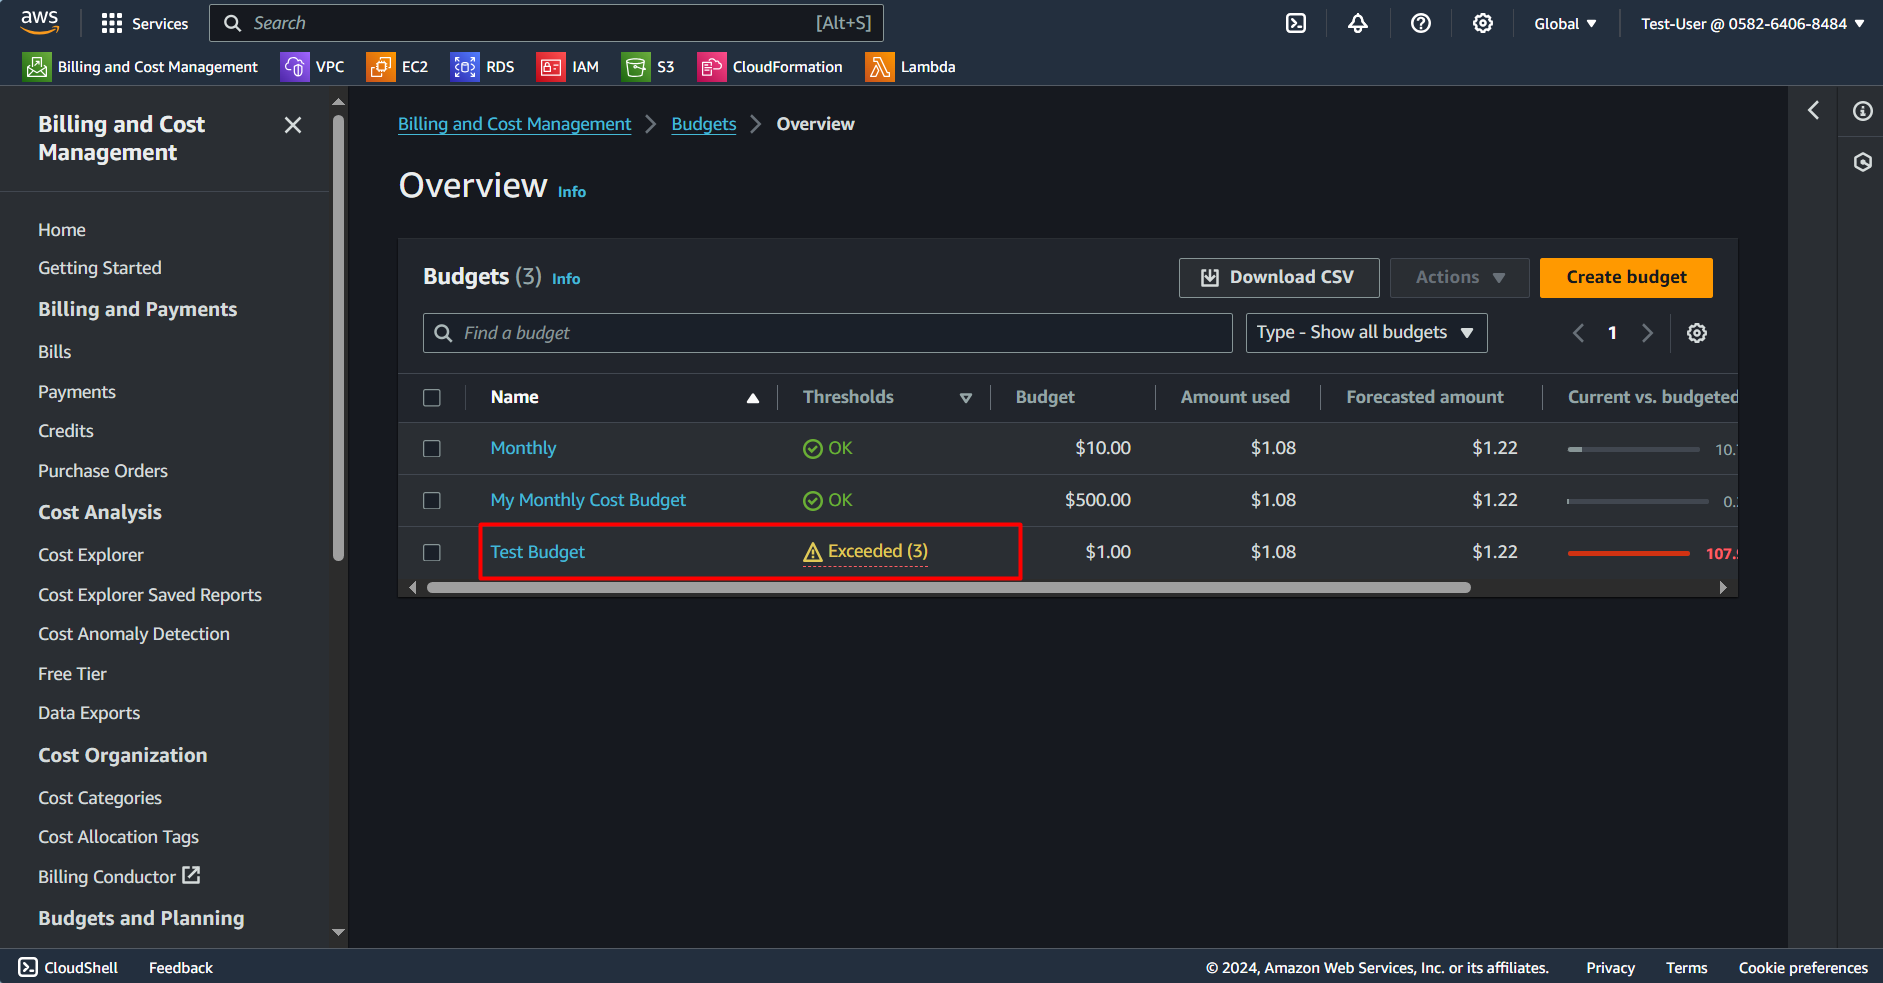 aws Services Search [Alt+S] Global Test-User @ 0582-6406-8484
Billing and Cost Management VPC EC2 RDS IAM S3 CloudFormation Lambda
Billing and Cost
Management
Home
Getting Started
Billing and Payments
Bills
Payments
Credits
Purchase Orders
Cost Analysis
Cost Explorer
Cost Explorer Saved Reports
Cost Anomaly Detection
Free Tier
Data Exports
Cost Organization
Cost Categories
Cost Allocation Tags
Billing Conductor
Budgets and Planning
Billing and Cost Management Budgets Overview
Overview Info
Budgets (3) Info Download CSV Actions Create budget
Find a budget Type - Show all budgets 1
Name Thresholds Budget Amount used Forecasted amount Current vs. budgeted
Monthly OK $10.00 $1.08 $1.22 10.
My Monthly Cost Budget OK $500.00 $1.08 $1.22 0.
Test Budget Exceeded (3) $1.00 $1.08 $1.22 107.
CloudShell Feedback © 2024, Amazon Web Services, Inc. or its affiliates. Privacy Terms Cookie preferences